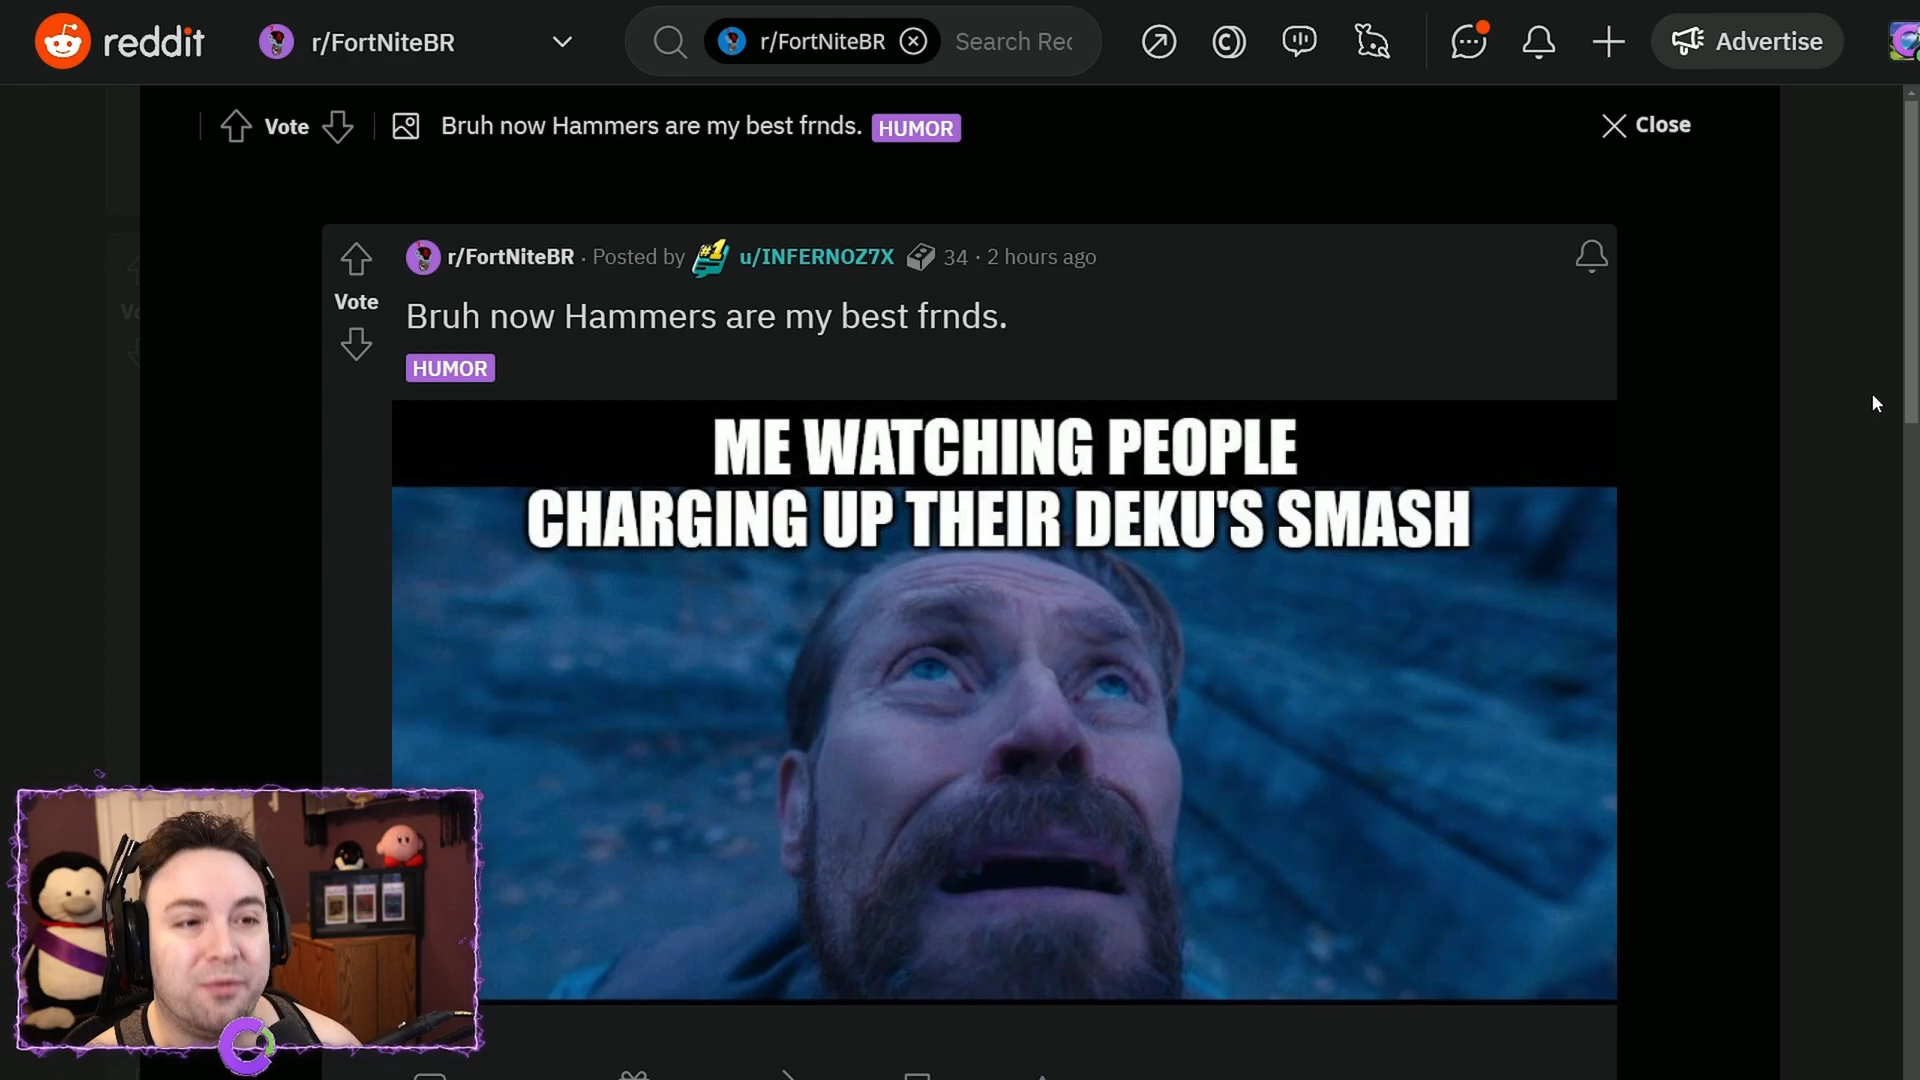 reddit
r/FortNiteBR
r/FortNiteBR
Search Rec
Advertise
Vote
Bruh now Hammers are my best frnds.
HUMOR
Close
r/FortNiteBR · Posted by #1 u/INFERNOZ7X 34 · 2 hours ago
Vote
Bruh now Hammers are my best frnds.
HUMOR
ME WATCHING PEOPLE
CHARGING UP THEIR DEKU'S SMASH